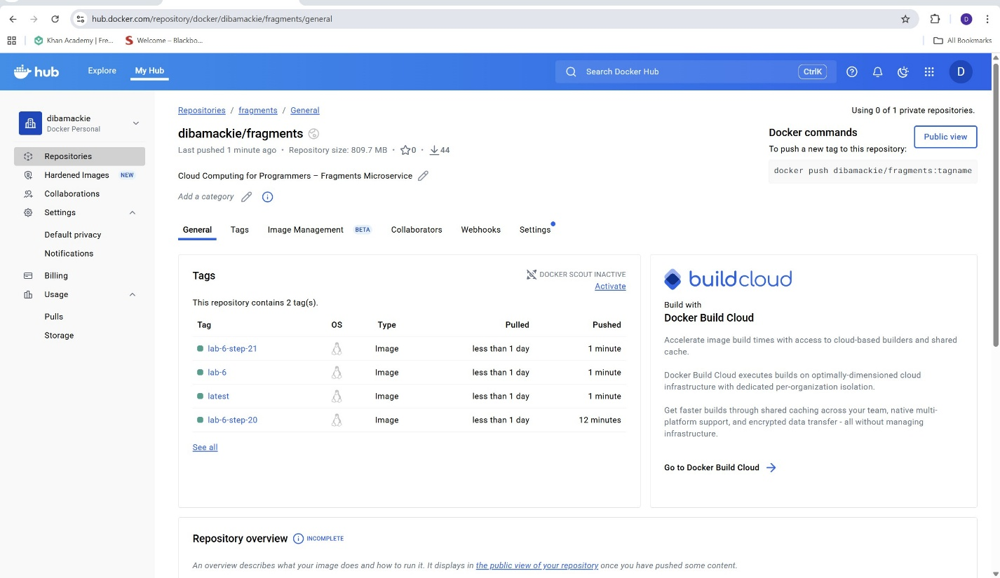 hub.docker.com/repository/docker/dibamackie/fragments/general
D
Khan Academy | Fre...
S Welcome – Blackbo...
All Bookmarks
hub
Explore
My Hub
Search Docker Hub
CtrlK
D
dibamackie
Docker Personal
Repositories
Hardened Images NEW
Collaborations
Settings
Default privacy
Notifications
Billing
Usage
Pulls
Storage
Repositories / fragments / General
Using 0 of 1 private repositories.
dibamackie/fragments
Last pushed 1 minute ago • Repository size: 809.7 MB • 0 • 44
Docker commands
Public view
To push a new tag to this repository:
docker push dibamackie/fragments:tagname
Cloud Computing for Programmers – Fragments Microservice
Add a category
General Tags Image Management BETA Collaborators Webhooks Settings
Tags
DOCKER SCOUT INACTIVE
Activate
This repository contains 2 tag(s).
Tag OS Type Pulled Pushed
lab-6-step-21 Image less than 1 day 1 minute
lab-6 Image less than 1 day 1 minute
latest Image less than 1 day 1 minute
lab-6-step-20 Image less than 1 day 12 minutes
See all
buildcloud
Build with
Docker Build Cloud
Accelerate image build times with access to cloud-based builders and shared
cache.
Docker Build Cloud executes builds on optimally-dimensioned cloud
infrastructure with dedicated per-organization isolation.
Get faster builds through shared caching across your team, native multi-
platform support, and encrypted data transfer - all without managing
infrastructure.
Go to Docker Build Cloud
Repository overview INCOMPLETE
An overview describes what your image does and how to run it. It displays in the public view of your repository once you have pushed some content.